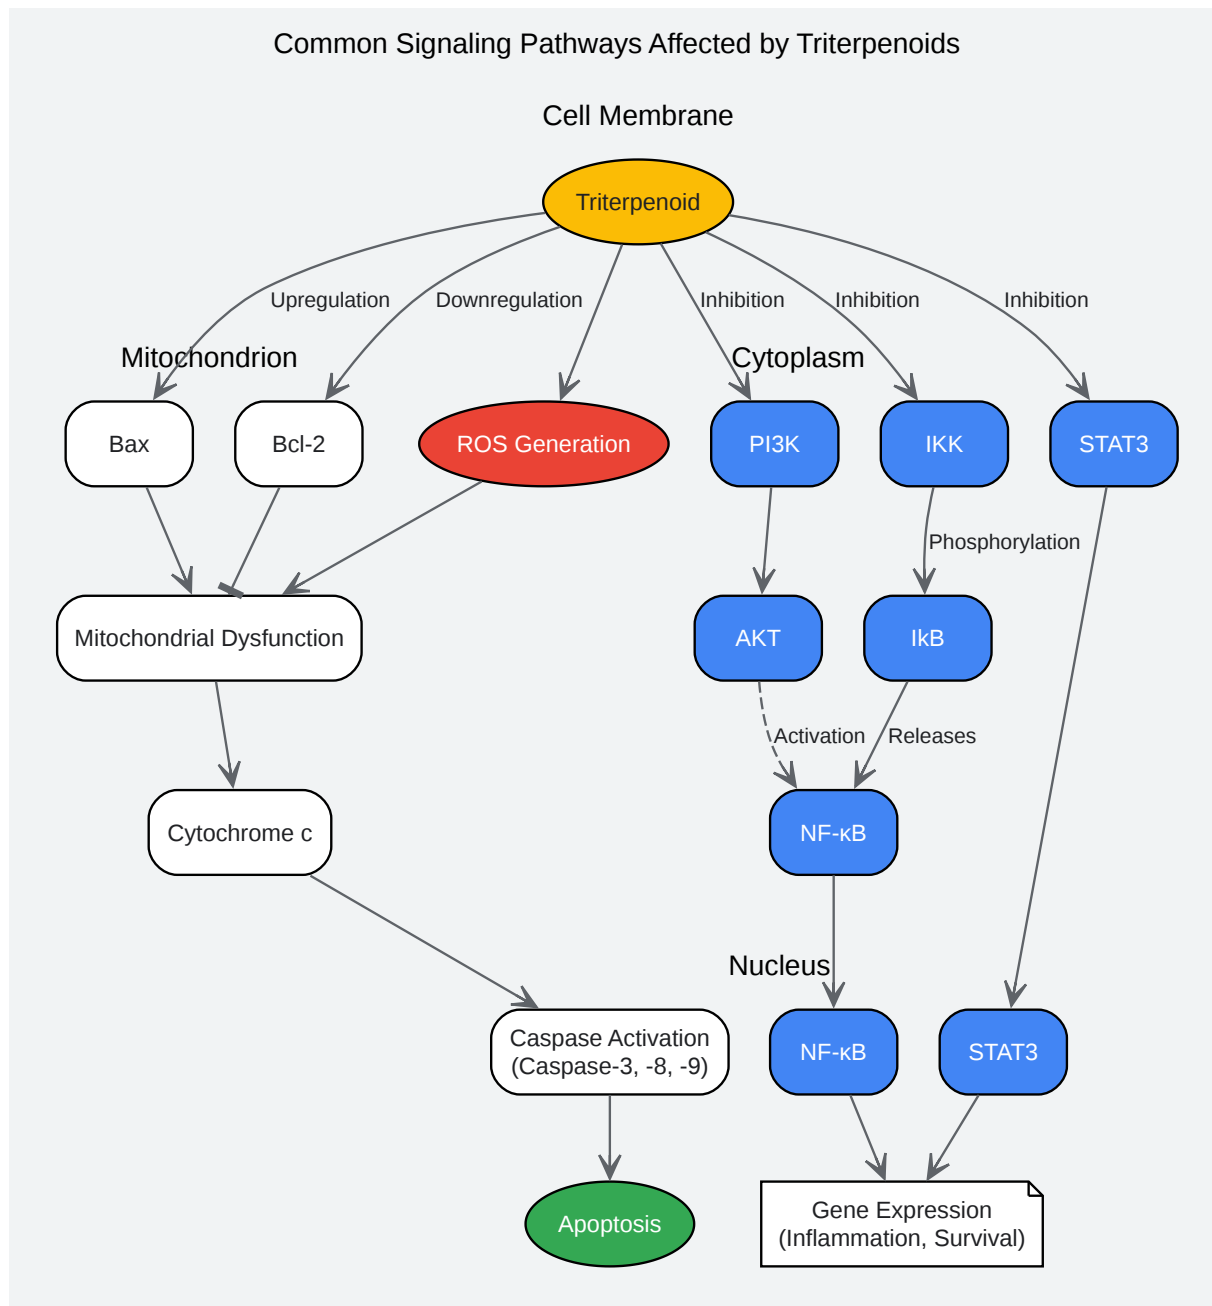 Common Signaling Pathways Affected by Triterpenoids
Cell Membrane
Triterpenoid
Upregulation
Downregulation
Inhibition
Inhibition
Inhibition
Mitochondrion
Cytoplasm
Bax
Bcl-2
ROS Generation
PI3K
IKK
STAT3
Phosphorylation
Mitochondrial Dysfunction
AKT
IkB
Activation
Releases
Cytochrome c
NF-κB
Nucleus
Caspase Activation
(Caspase-3, -8, -9)
NF-κB
STAT3
Apoptosis
Gene Expression
(Inflammation, Survival)